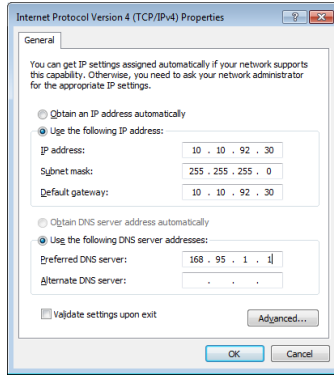 Internet Protocol Version 4 (TCP/IPv4) Properties
General
You can get IP settings assigned automatically if your network supports
this capability. Otherwise, you need to ask your network administrator
for the appropriate IP settings.
Obtain an IP address automatically
Use the following IP address:
IP address: 10 . 10 . 92 . 30
Subnet mask: 255 . 255 . 255 . 0
Default gateway: 10 . 10 . 92 . 30
Obtain DNS server address automatically
Use the following DNS server addresses:
Preferred DNS server: 168 . 95 . 1 . 1
Alternate DNS server: . . .
Validate settings upon exit
Advanced...
OK Cancel